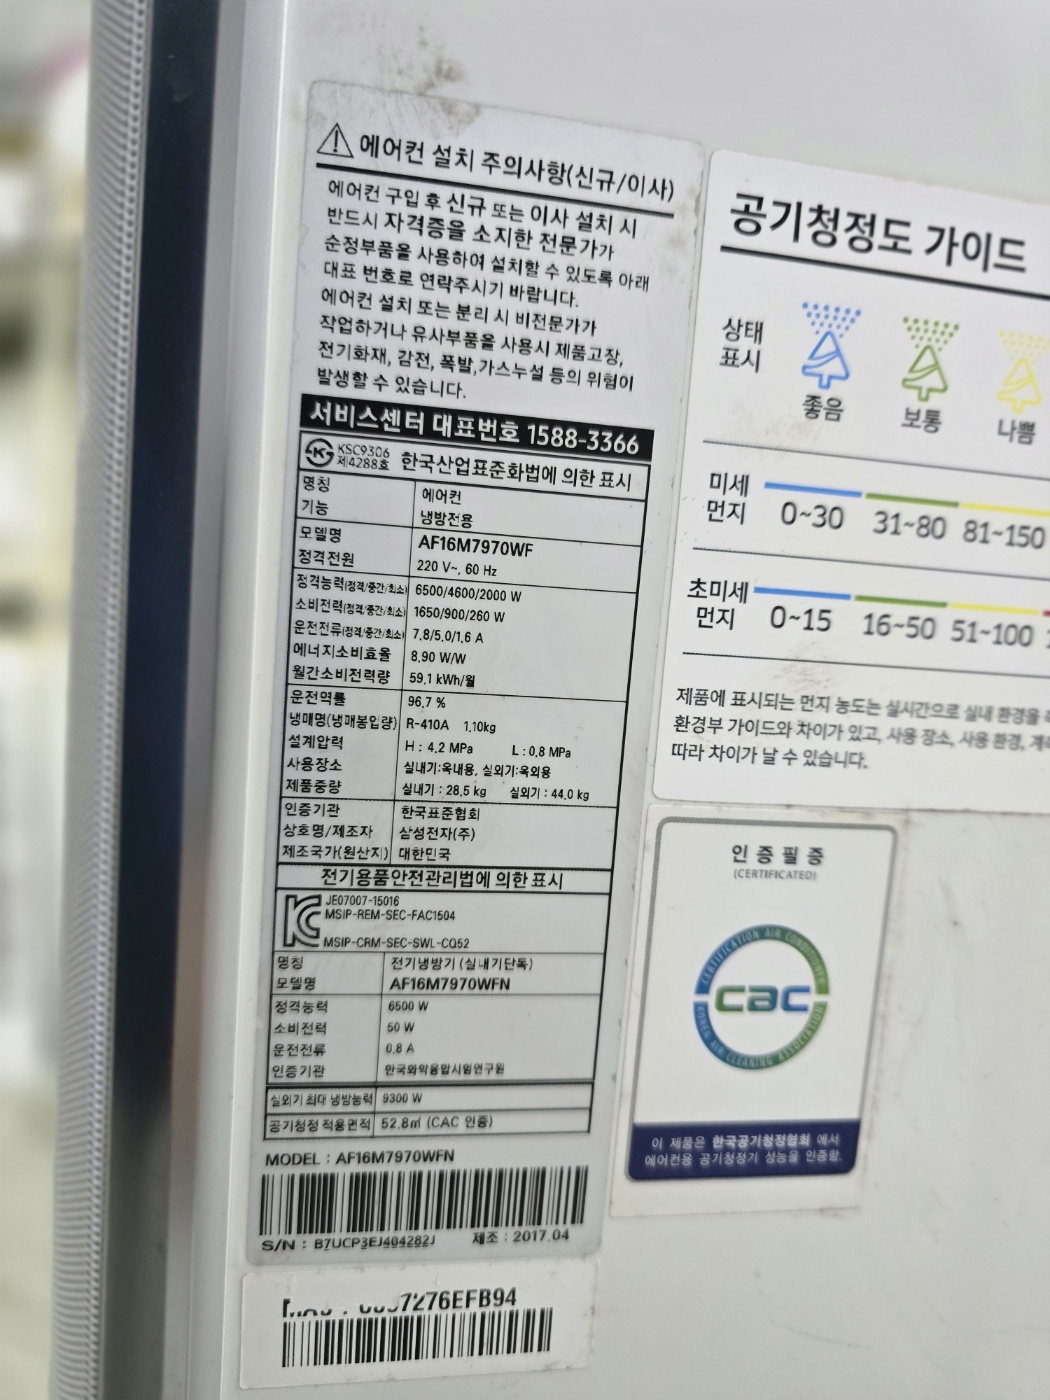 에어컨 설치 주의사항(신규/이사)
에어컨 구입 후 신규 또는 이사 설치 시
반드시 자격증을 소지한 전문가가
순정부품을 사용하여 설치할 수 있도록 아래
대표 번호로 연락주시기 바랍니다.
에어컨 설치 또는 분리 시 비전문가가
작업하거나 유사부품을 사용시 제품고장,
전기화재, 감전, 폭발,가스누설 등의 위험이
발생할 수 있습니다.
서비스센터 대표번호 1588-3366
KSC9306
제4288호 한국산업표준화법에 의한 표시
명칭 에어컨
기능 냉방전용
모델명 AF16M7970WF
정격전원 220 V~, 60 Hz
정격능력(정격/중간/최소) 6500/4600/2000 W
소비전력(정격/중간/최소) 1650/900/260 W
운전전류(정격/중간/최소) 7.8/5.0/1.6 A
에너지소비효율 8.90 W/W
월간소비전력량 59.1 kWh/월
운전역률 96.7 %
냉매명(냉매봉입량) R-410A 1.10kg
설계압력 H : 4.2 MPa L : 0.8 MPa
사용장소 실내기:옥내용, 실외기:옥외용
제품중량 실내기 : 28.5 kg 실외기 : 44.0 kg
인증기관 한국표준협회
상호명/제조자 삼성전자(주)
제조국가(원산지) 대한민국
전기용품안전관리법에 의한 표시
JE07007-15016
MSIP-REM-SEC-FAC1504
MSIP-CRM-SEC-SWL-CQ52
명칭 전기냉방기 (실내기단독)
모델명 AF16M7970WFN
정격능력 6500 W
소비전력 50 W
운전전류 0.8 A
인증기관 한국화학융합시험연구원
실외기 최대 냉방능력 9300 W
공기청정 적용면적 52.8㎡ (CAC 인증)
MODEL : AF16M7970WFN
S/N : B7UCP3EJ404282J 제조 : 2017.04
7276EFB94
공기청정도 가이드
상태
표시
좋음 보통 나쁨
미세
먼지 0~30 31~80 81~150
초미세
먼지 0~15 16~50 51~100
제품에 표시되는 먼지 농도는 실시간으로 실내 환경을
환경부 가이드와 차이가 있고, 사용 장소, 사용 환경,
따라 차이가 날 수 있습니다.
인 증 필 증
(CERTIFICATED)
CERTIFICATION AIR CONDITIONER
cac
KOREA AIR CLEANING ASSOCIATION
이 제품은 한국공기청정협회 에서
에어컨용 공기청정기 성능을 인증함.